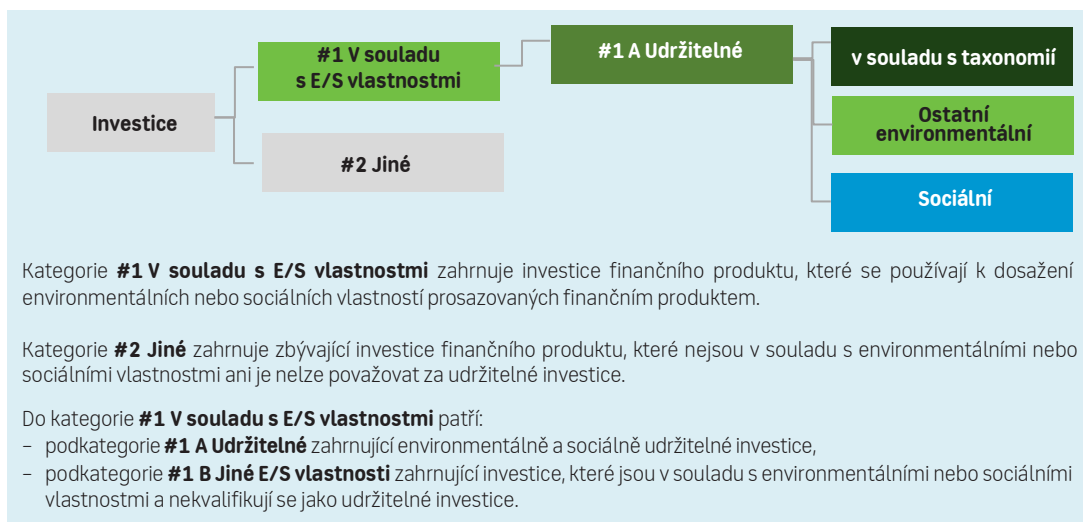 #1 V souladu
s E/S vlastnostmi
#1 A Udržitelné
v souladu s taxonomií
Investice
Ostatní
environmentální
#2 Jiné
Sociální
Kategorie #1 V souladu s E/S vlastnostmi zahrnuje investice finančního produktu, které se používají k dosažení
environmentálních nebo sociálních vlastností prosazovaných finančním produktem.
Kategorie #2 Jiné zahrnuje zbývající investice finančního produktu, které nejsou v souladu s environmentálními nebo
sociálními vlastnostmi ani je nelze považovat za udržitelné investice.
Do kategorie #1 V souladu s E/S vlastnostmi patří:
– podkategorie #1 A Udržitelné zahrnující environmentálně a sociálně udržitelné investice,
– podkategorie #1 B Jiné E/S vlastnosti zahrnující investice, které jsou v souladu s environmentálními nebo sociálními
vlastnostmi a nekvalifikují se jako udržitelné investice.